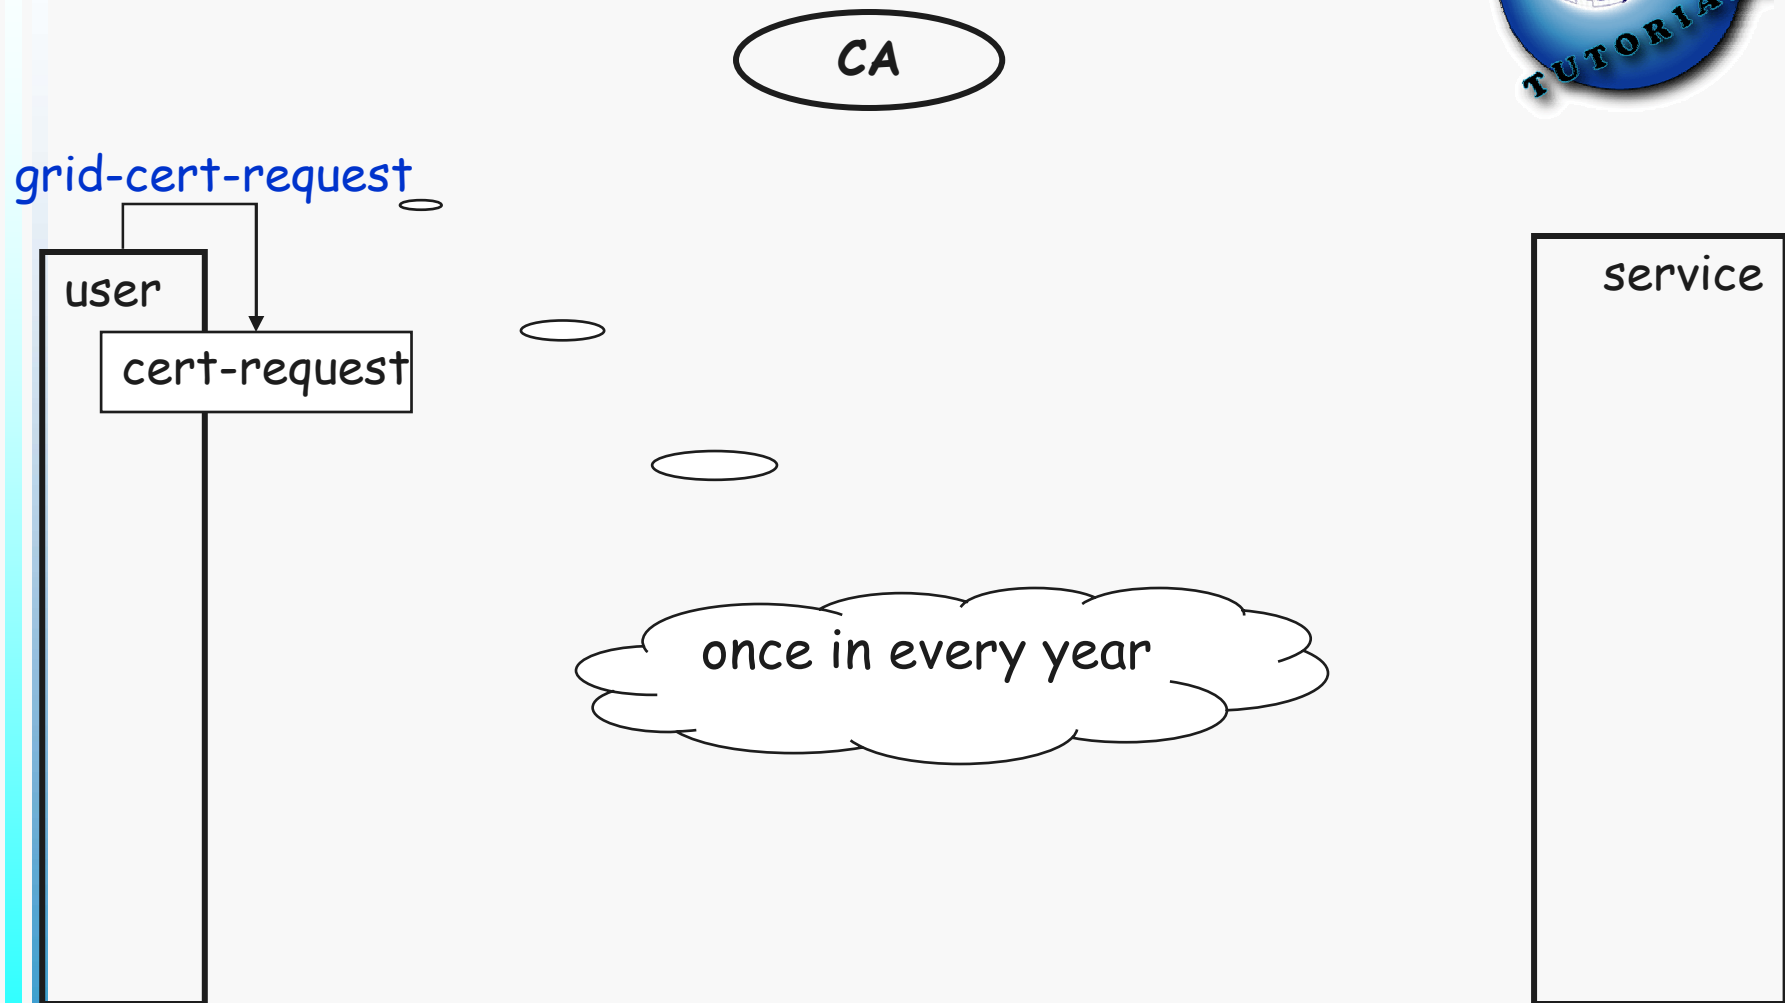 CA
TUTORIA
grid-cert-request
user
service
cert-request
once in every year